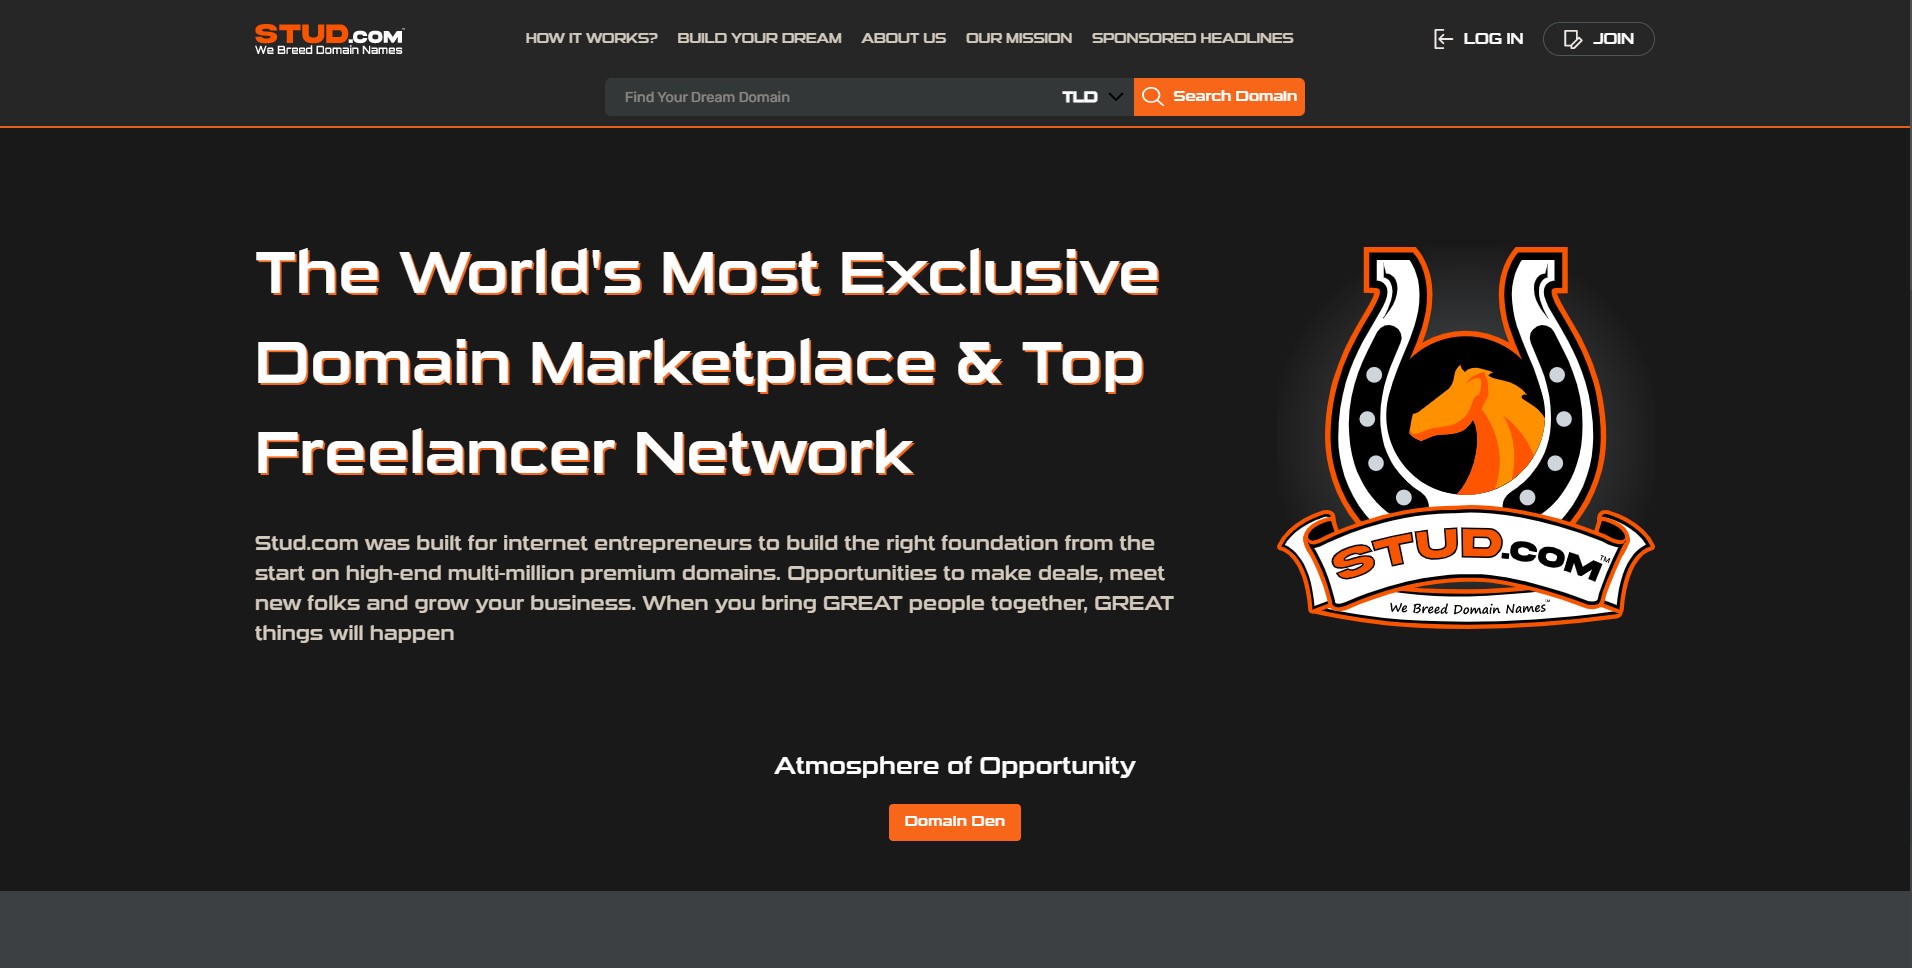 STUD.COM
We Breed Domain Names
HOW IT WORKS? BUILD YOUR DREAM ABOUT US OUR MISSION SPONSORED HEADLINES
LOG IN JOIN
Find Your Dream Domain TLD Search Domain
The World's Most Exclusive
Domain Marketplace & Top
Freelancer Network
Stud.com was built for internet entrepreneurs to build the right foundation from the
start on high-end multi-million premium domains. Opportunities to make deals, meet
new folks and grow your business. When you bring GREAT people together, GREAT
things will happen
STUD.COM™
We Breed Domain Names™
Atmosphere of Opportunity
Domain Den